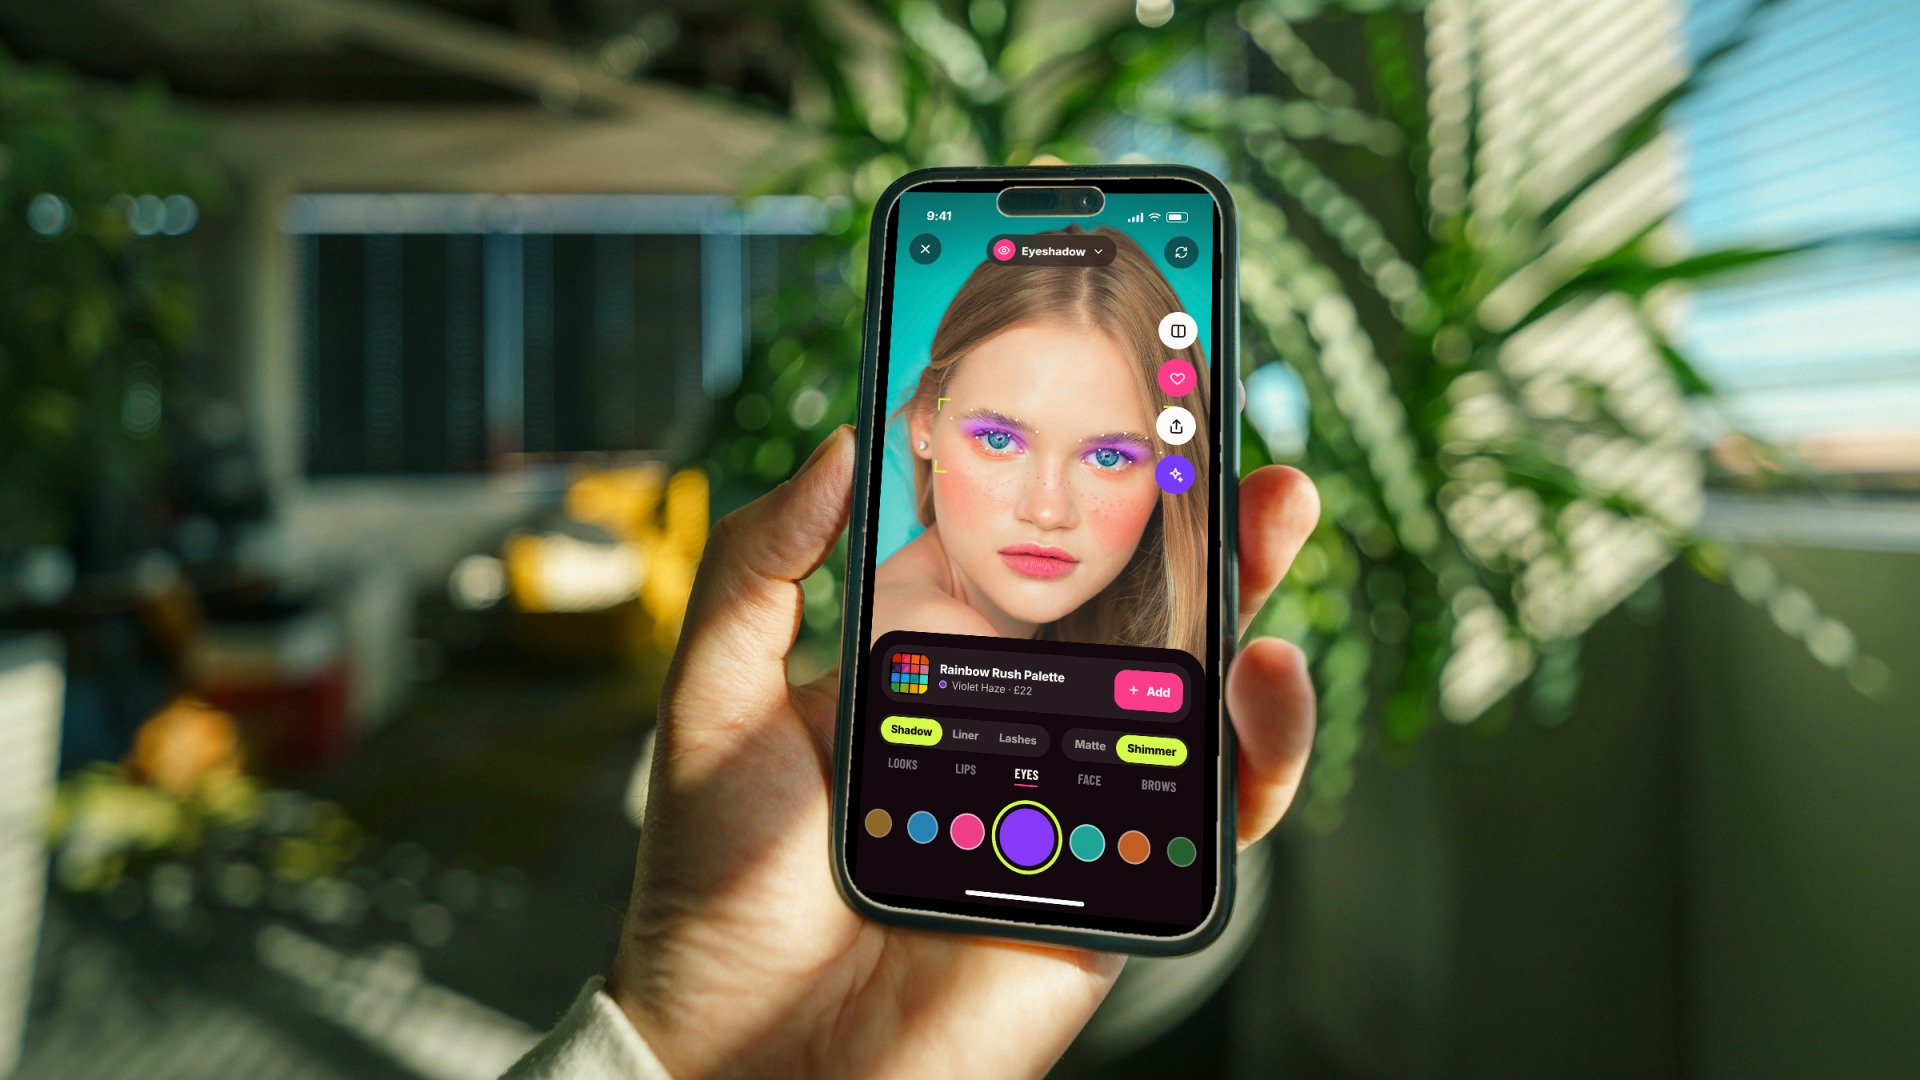 9:41
Eyeshadow
Rainbow Rush Palette
Violet Haze · £22
+ Add
Shadow Liner Lashes Matte Shimmer
LOOKS LIPS EYES FACE BROWS